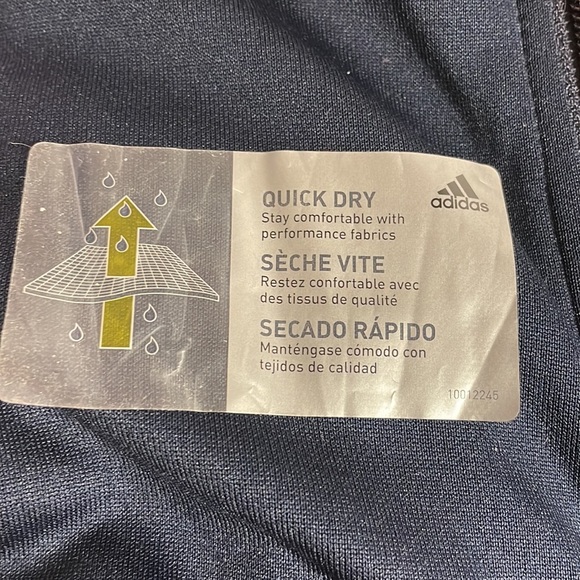 adidas
QUICK DRY
Stay comfortable with
performance fabrics
SÈCHE VITE
Restez confortable avec
des tissus de qualité
SECADO RÁPIDO
Manténgase cómodo con
tejidos de calidad
10012245